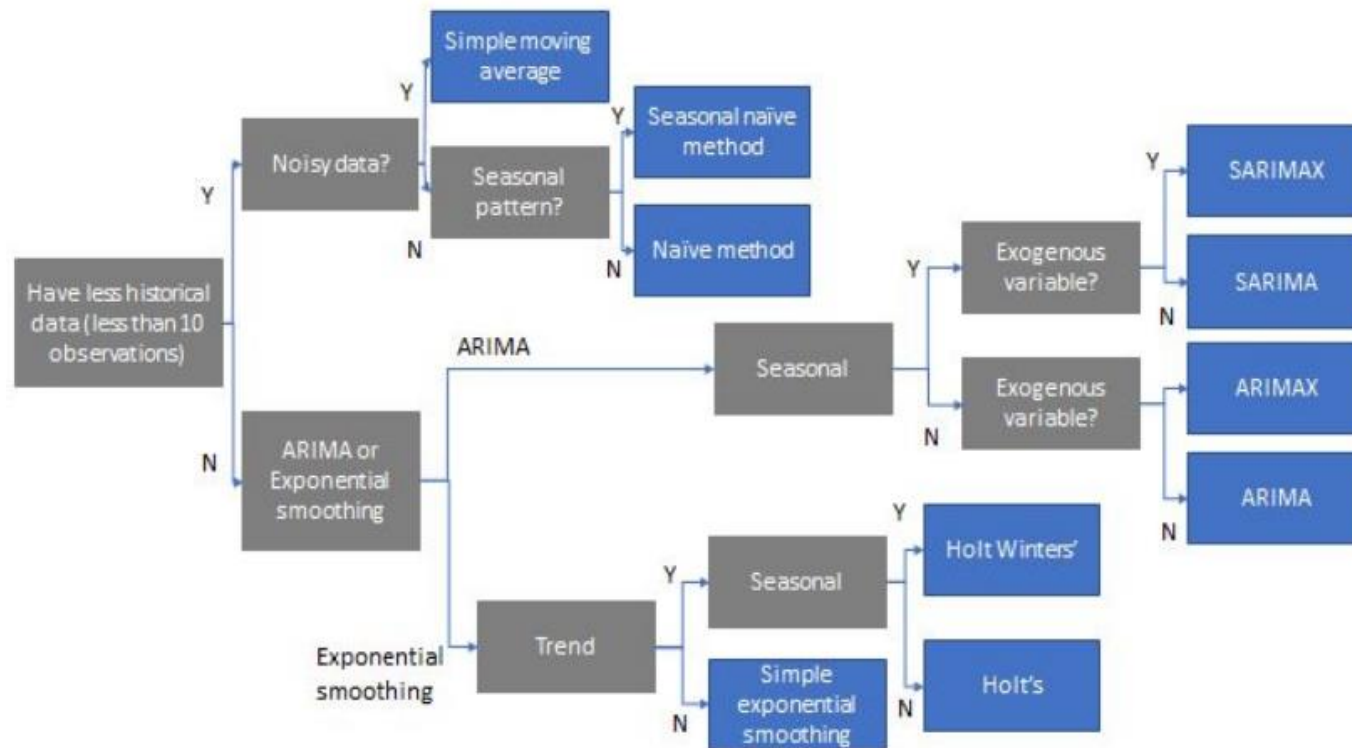 Simple moving
average
Y
Y
Seasonal naïve
method
Noisy data?
Seasonal
pattern?
Y
SARIMAX
Y
N
N
Naïve method
Y
Exogenous
variable?
SARIMA
Have less historical
data (less than 10
observations)
N
ARIMA
Seasonal
Exogenous
variable?
ARIMAX
N
N
ARIMA or
Exponential
smoothing
ARIMA
N
Y
Holt Winters'
Y
Seasonal
Trend
Exponential
smoothing
Simple
exponential
smoothing
N
N
Holt's